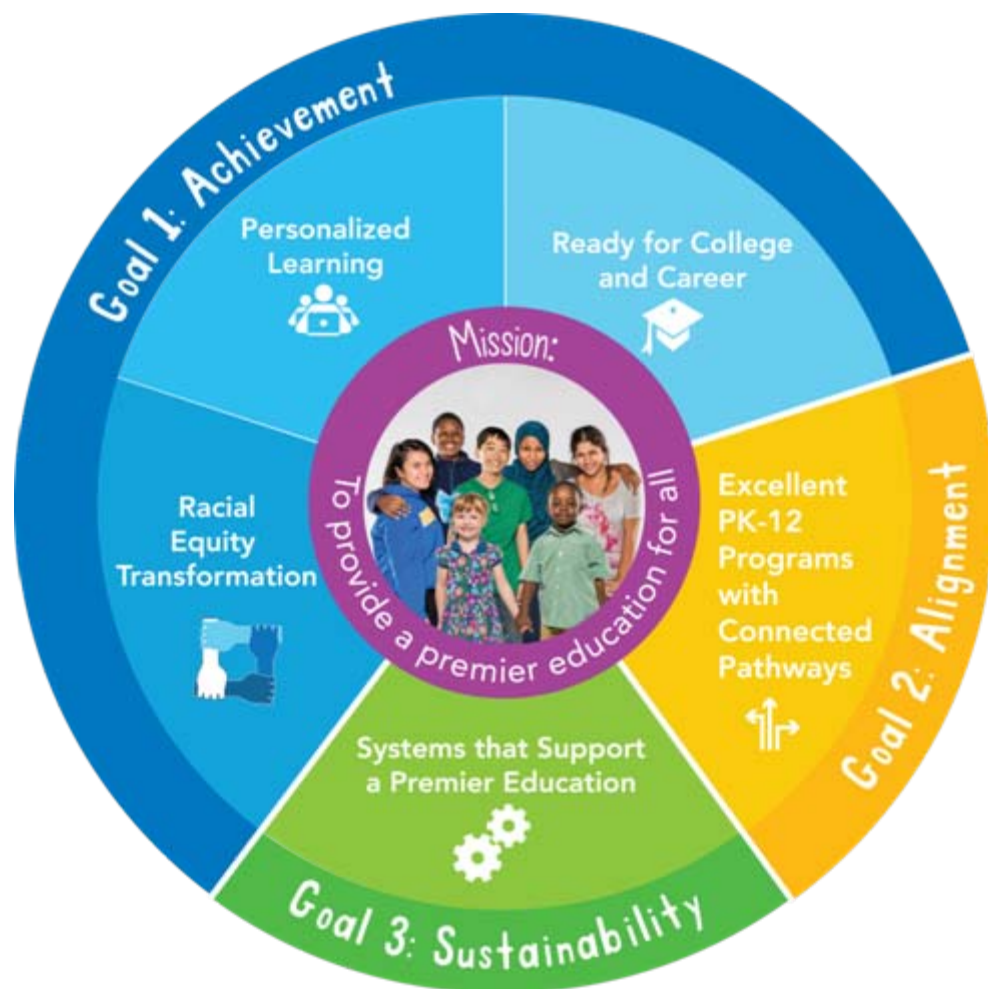 Goal 1: Achievement
Personalized
Learning
Ready for College
and Career
Racial
Equity
Transformation
Mission:
To provide a premier education for all
Excellent
PK-12
Programs
with
Connected
Pathways
Goal 2: Alignment
Systems that Support
a Premier Education
Goal 3: Sustainability